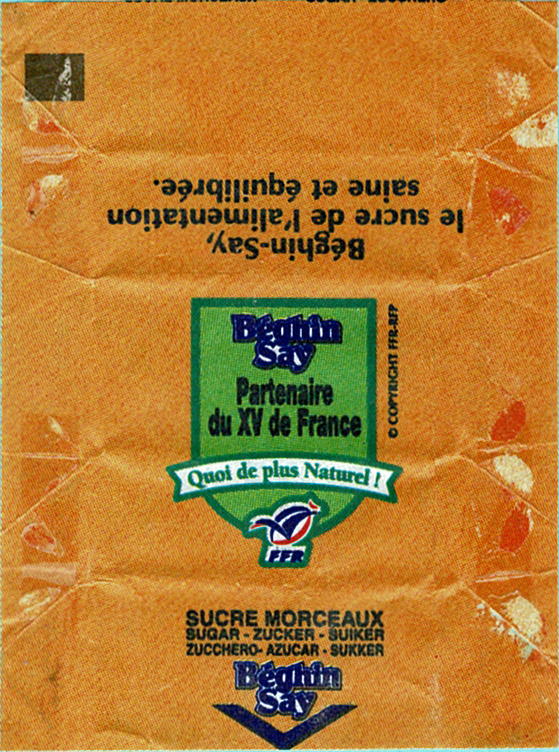 Béghin-Say,
le sucre de l'alimentation
saine et équilibrée.
Béghin
Say
Partenaire
du XV de France
Quoi de plus Naturel !
FFR
© COPYRIGHT FFR-RFP
SUCRE MORCEAUX
SUGAR - ZUCKER - SUIKER
ZUCCHERO - AZUCAR - SUKKER
Béghin
Say